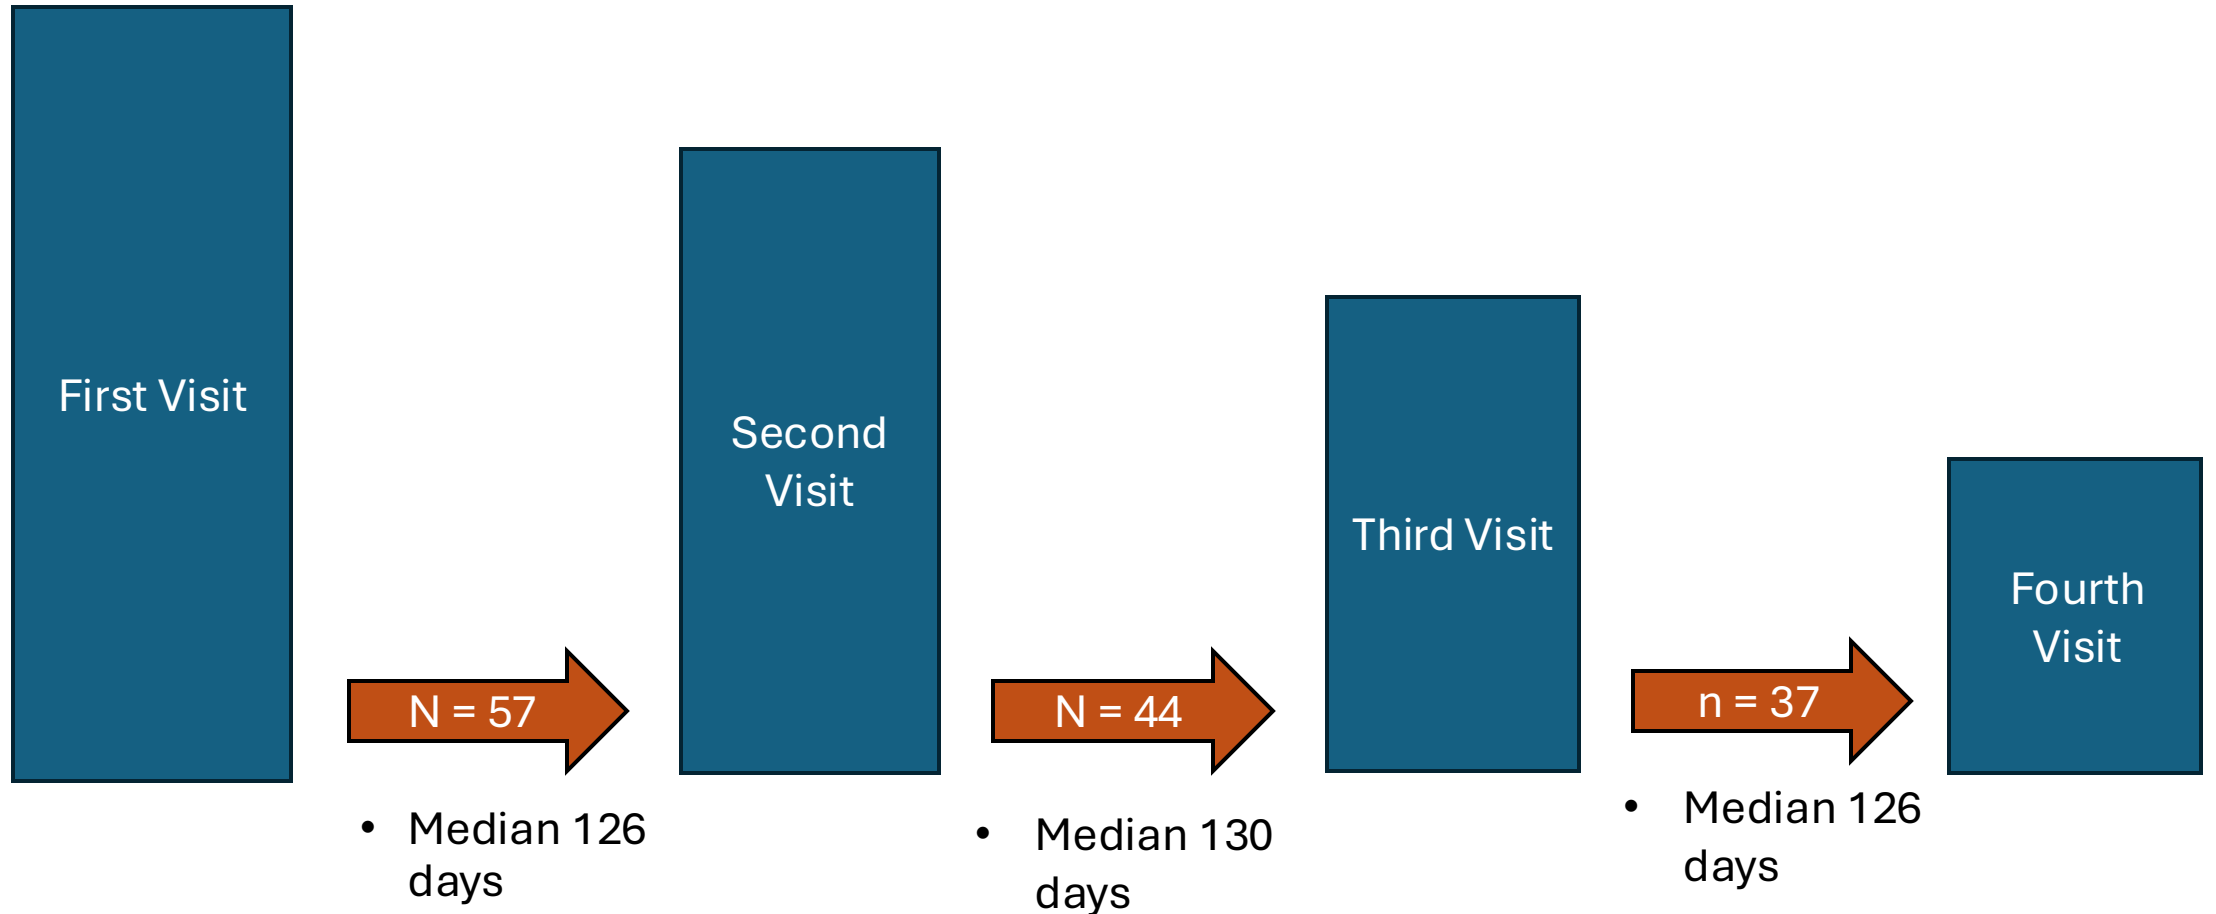 First Visit
Second
Visit
Third Visit
Fourth
Visit
N = 57
N = 44
n = 37
• Median 126
days
• Median 130
days
• Median 126
days